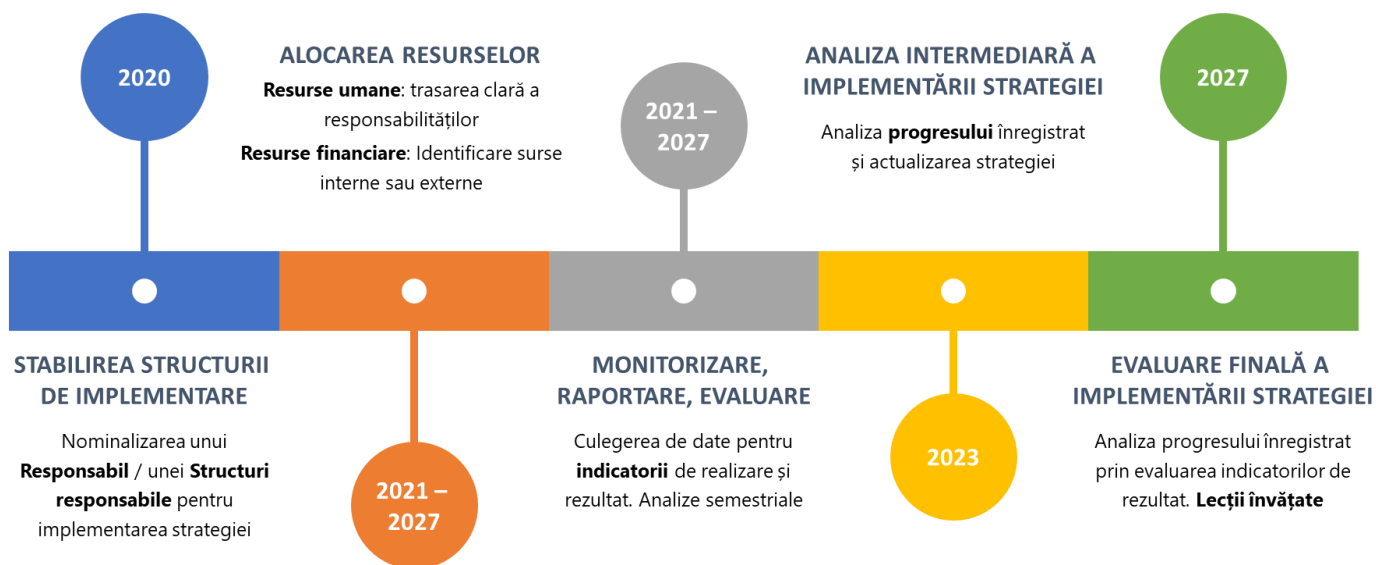 2020
STABILIREA STRUCTURII
DE IMPLEMENTARE
Nominalizarea unui
Responsabil / unei Structuri
responsabile pentru
implementarea strategiei
ALOCAREA RESURSELOR
Resurse umane: trasarea clară a
responsabilităților
Resurse financiare: Identificare surse
interne sau externe
2021 –
2027
2021 –
2027
MONITORIZARE,
RAPORTARE, EVALUARE
Culegerea de date pentru
indicatorii de realizare și
rezultat. Analize semestriale
ANALIZA INTERMEDIARĂ A
IMPLEMENTĂRII STRATEGIEI
Analiza progresului înregistrat
și actualizarea strategiei
2023
2027
EVALUARE FINALĂ A
IMPLEMENTĂRII STRATEGIEI
Analiza progresului înregistrat
prin evaluarea indicatorilor de
rezultat. Lecții învățate